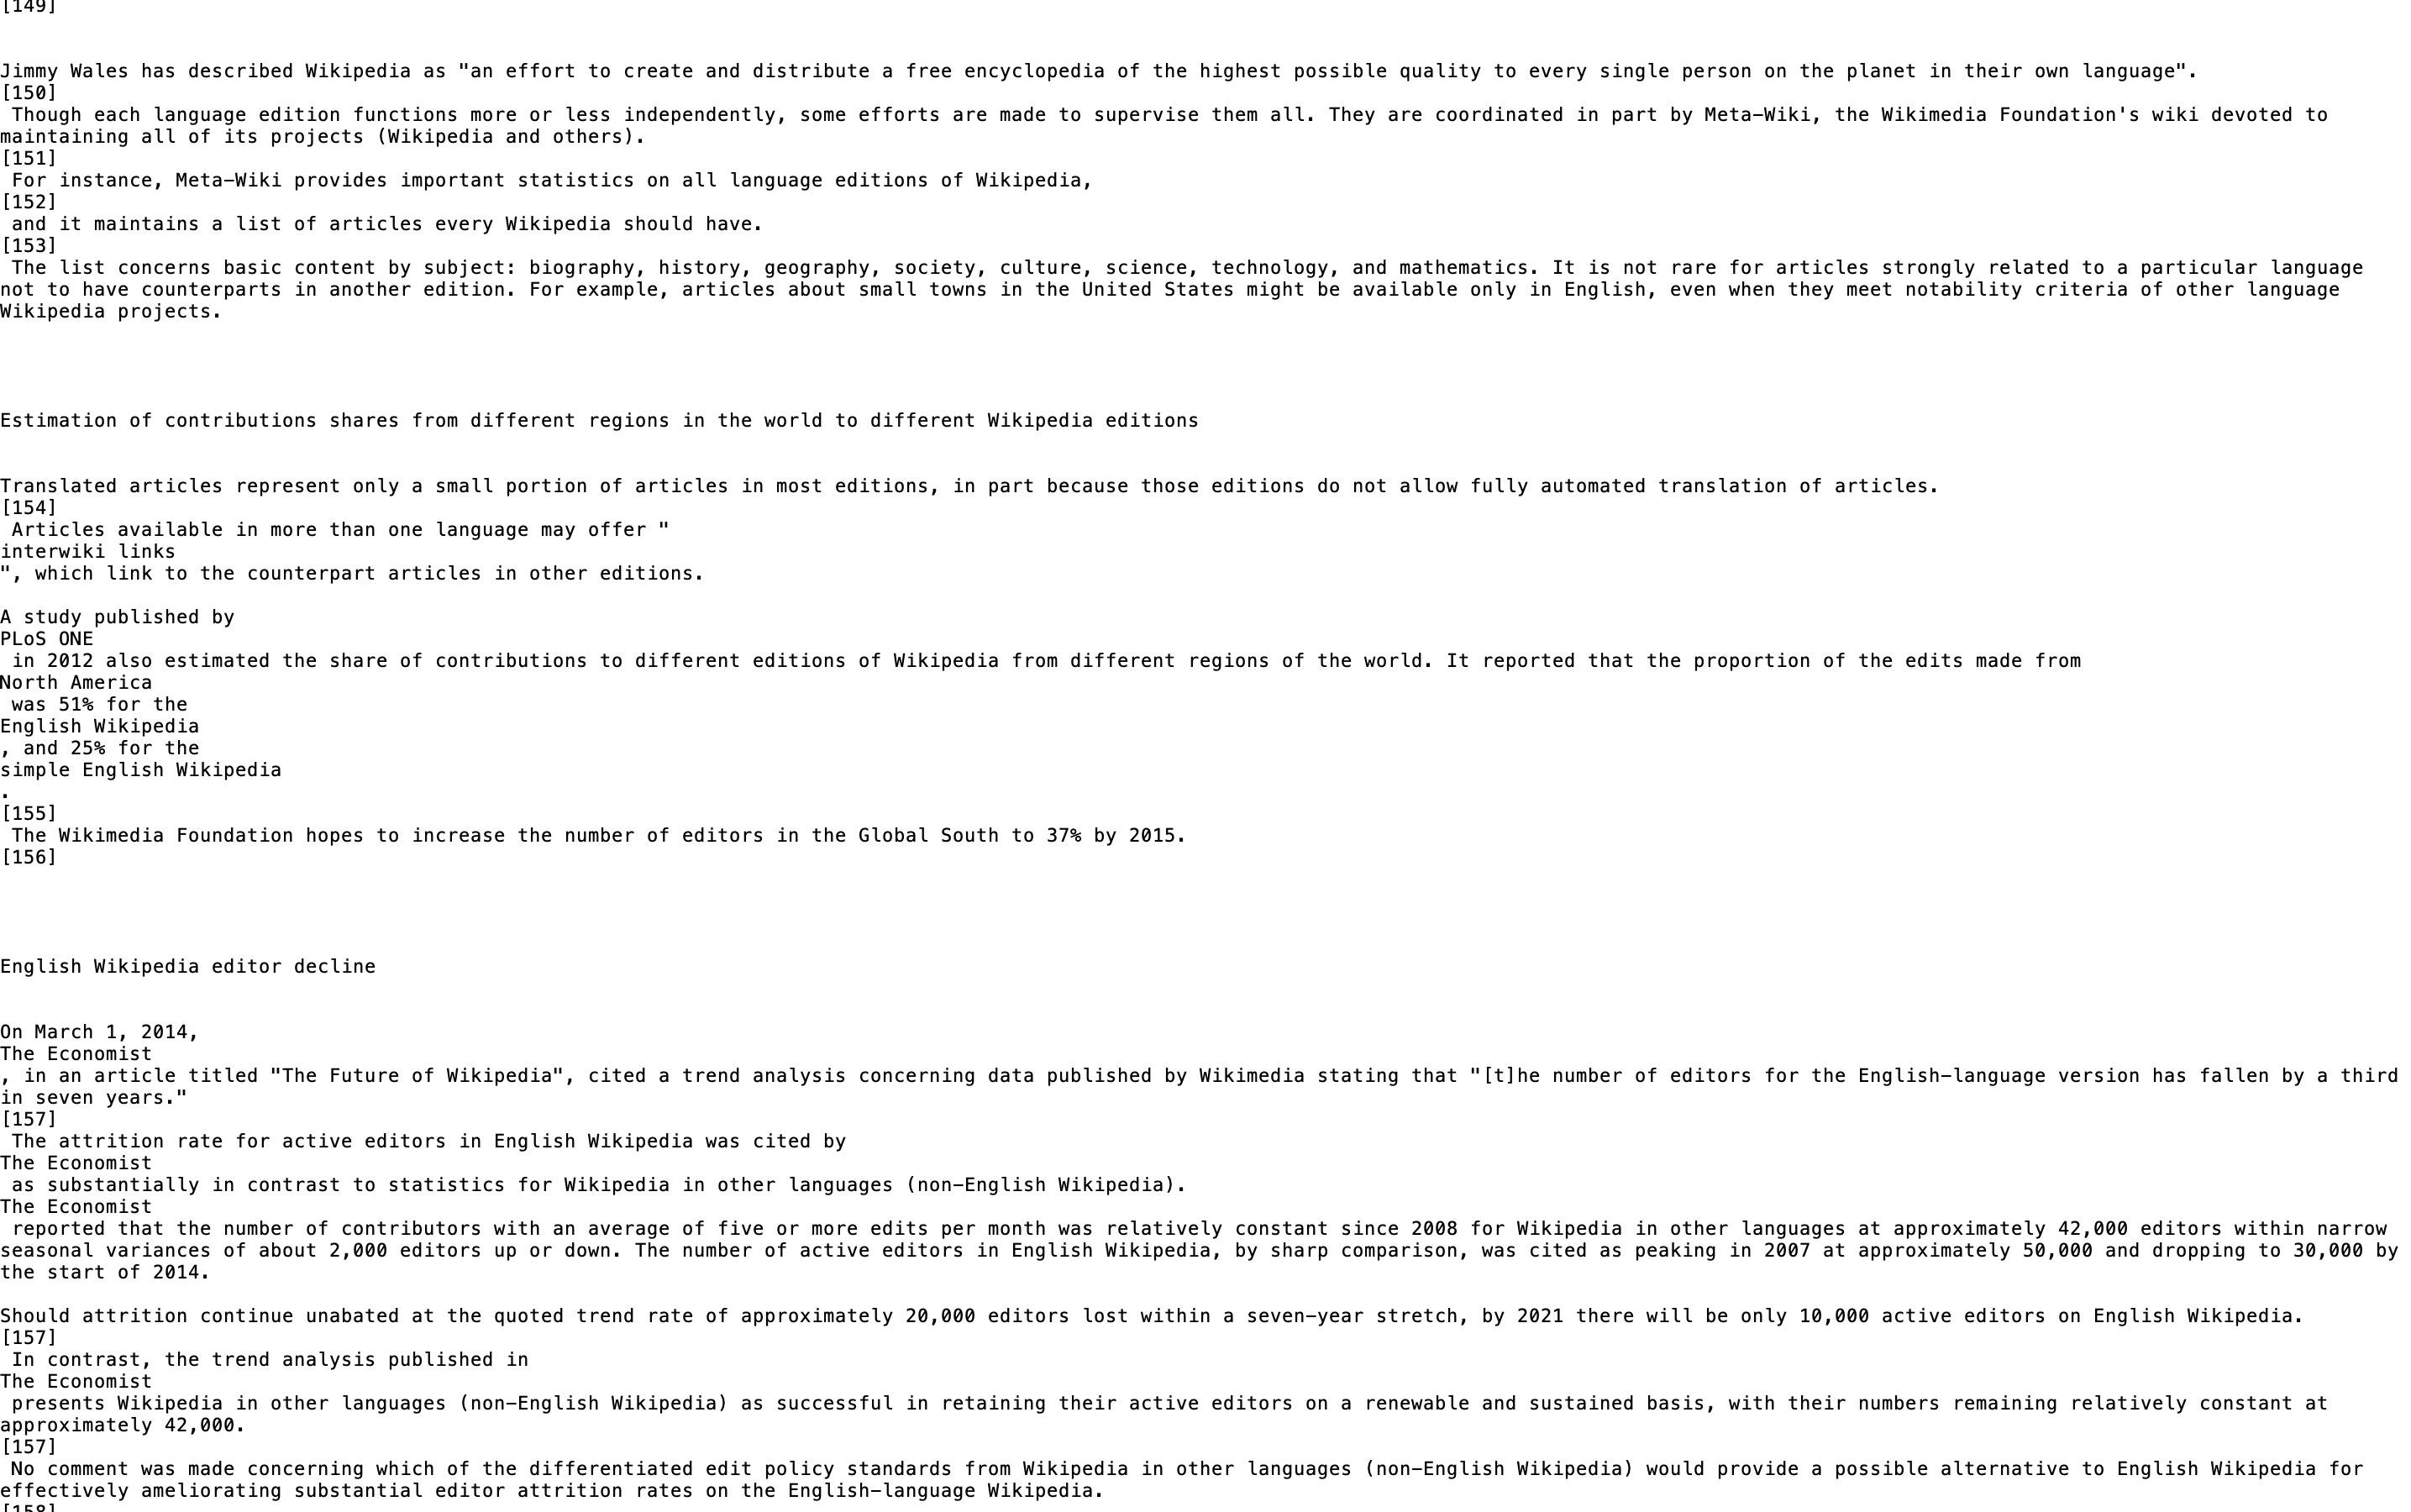 [149]
Jimmy Wales has described Wikipedia as "an effort to create and distribute a free encyclopedia of the highest possible quality to every single person on the planet in their own language".
[150]
Though each language edition functions more or less independently, some efforts are made to supervise them all. They are coordinated in part by Meta-Wiki, the Wikimedia Foundation's wiki devoted to
maintaining all of its projects (Wikipedia and others).
[151]
For instance, Meta-Wiki provides important statistics on all language editions of Wikipedia,
[152]
and it maintains a list of articles every Wikipedia should have.
[153]
The list concerns basic content by subject: biography, history, geography, society, culture, science, technology, and mathematics. It is not rare for articles strongly related to a particular language
not to have counterparts in another edition. For example, articles about small towns in the United States might be available only in English, even when they meet notability criteria of other language
Wikipedia projects.
Estimation of contributions shares from different regions in the world to different Wikipedia editions
Translated articles represent only a small portion of articles in most editions, in part because those editions do not allow fully automated translation of articles.
[154]
Articles available in more than one language may offer "
interwiki links
", which link to the counterpart articles in other editions.
A study published by
PLoS ONE
in 2012 also estimated the share of contributions to different editions of Wikipedia from different regions of the world. It reported that the proportion of the edits made from
North America
was 51% for the
English Wikipedia
, and 25% for the
simple English Wikipedia
.
[155]
The Wikimedia Foundation hopes to increase the number of editors in the Global South to 37% by 2015.
[156]
English Wikipedia editor decline
On March 1, 2014,
The Economist
, in an article titled "The Future of Wikipedia", cited a trend analysis concerning data published by Wikimedia stating that "[t]he number of editors for the English-language version has fallen by a third
in seven years."
[157]
The attrition rate for active editors in English Wikipedia was cited by
The Economist
as substantially in contrast to statistics for Wikipedia in other languages (non-English Wikipedia).
The Economist
reported that the number of contributors with an average of five or more edits per month was relatively constant since 2008 for Wikipedia in other languages at approximately 42,000 editors within narrow
seasonal variances of about 2,000 editors up or down. The number of active editors in English Wikipedia, by sharp comparison, was cited as peaking in 2007 at approximately 50,000 and dropping to 30,000 by
the start of 2014.
Should attrition continue unabated at the quoted trend rate of approximately 20,000 editors lost within a seven-year stretch, by 2021 there will be only 10,000 active editors on English Wikipedia.
[157]
In contrast, the trend analysis published in
The Economist
presents Wikipedia in other languages (non-English Wikipedia) as successful in retaining their active editors on a renewable and sustained basis, with their numbers remaining relatively constant at
approximately 42,000.
[157]
No comment was made concerning which of the differentiated edit policy standards from Wikipedia in other languages (non-English Wikipedia) would provide a possible alternative to English Wikipedia for
effectively ameliorating substantial editor attrition rates on the English-language Wikipedia.
[158]